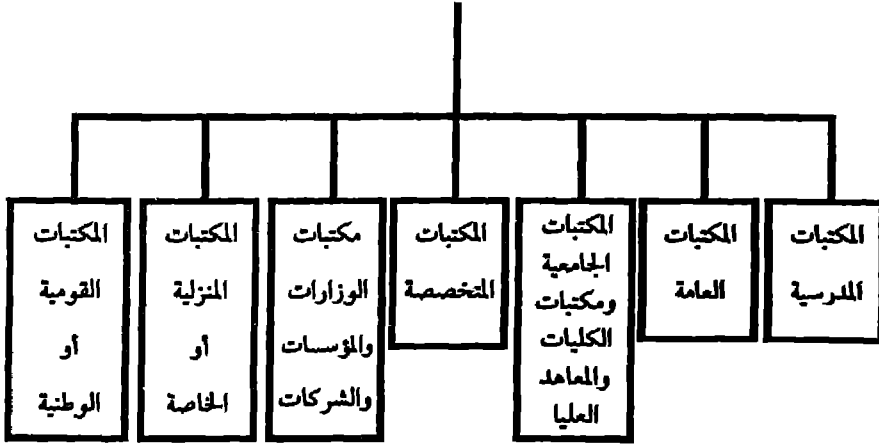 المكتبات
المدرسية
المكتبات
العامة
المكتبات
الجامعية
ومكتبات
الكليات
والمعاهد
العليا
المكتبات
المتخصصة
مكتبات
الوزارات
والمؤسسات
والشركات
المكتبات
المنزلية
أو
الخاصة
المكتبات
القومية
أو
الوطنية